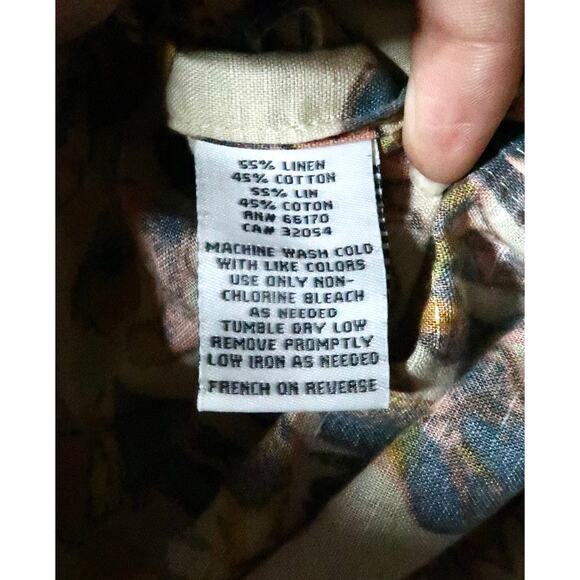 55% LINEN
45% COTTON
55% LIN
45% COTON
RN# 66170
CA# 32054
MACHINE WASH COLD
WITH LIKE COLORS
USE ONLY NON-
CHLORINE BLEACH
AS NEEDED
TUMBLE DRY LOW
REMOVE PROMPTLY
LOW IRON AS NEEDED
FRENCH ON REVERSE